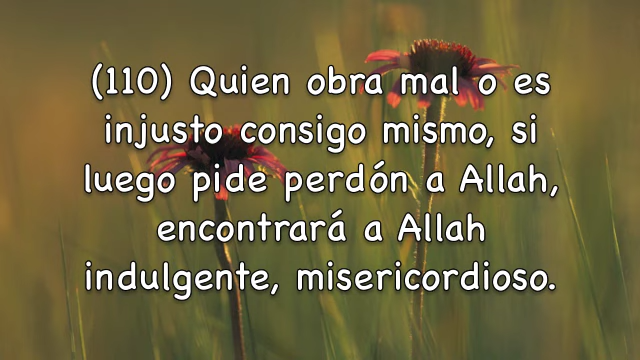 (110) Quien obra mal o es
injusto consigo mismo, si
luego pide perdón a Allah,
encontrará a Allah
indulgente, misericordioso.